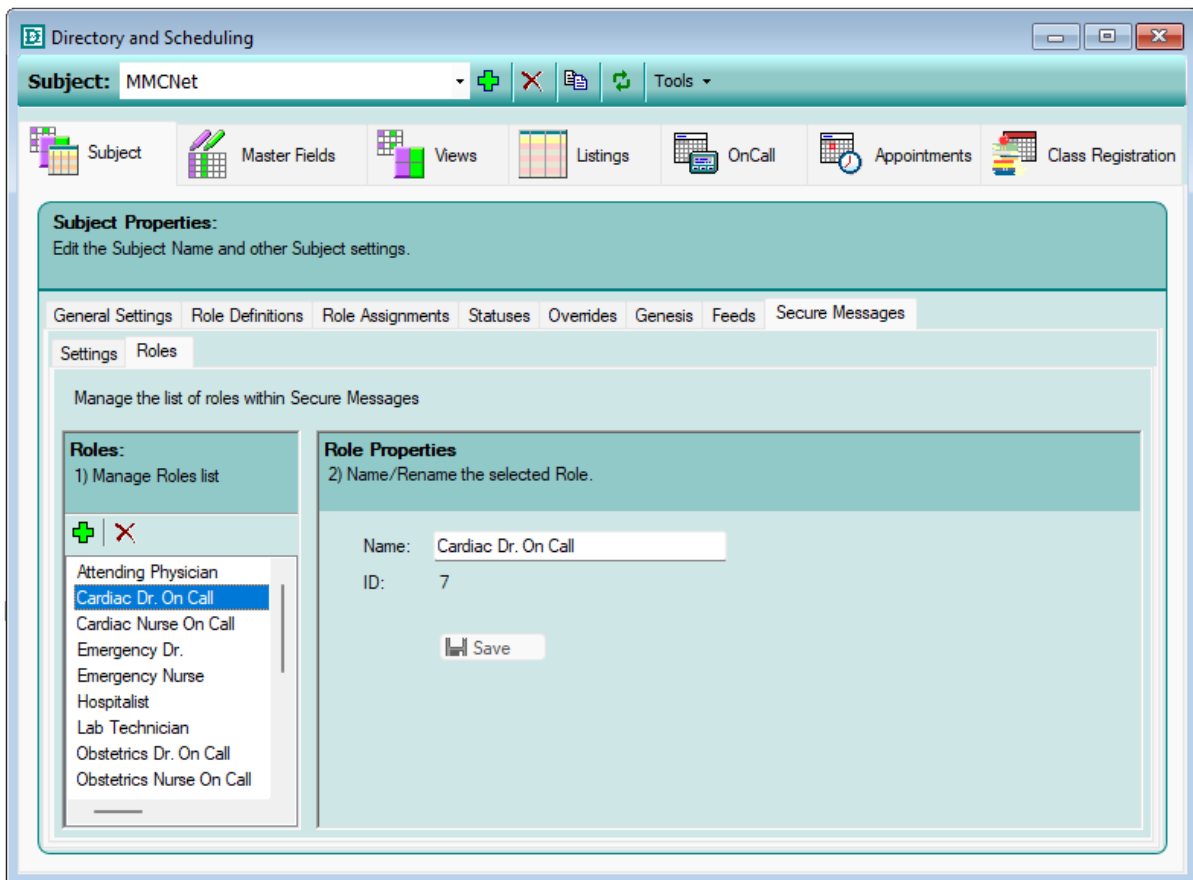 Directory and Scheduling
Subject: MMCNet Tools
Subject Master Fields Views Listings OnCall Appointments Class Registration
Subject Properties:
Edit the Subject Name and other Subject settings.
General Settings Role Definitions Role Assignments Statuses Overrides Genesis Feeds Secure Messages
Settings Roles
Manage the list of roles within Secure Messages
Roles:
1) Manage Roles list
Attending Physician
Cardiac Dr. On Call
Cardiac Nurse On Call
Emergency Dr.
Emergency Nurse
Hospitalist
Lab Technician
Obstetrics Dr. On Call
Obstetrics Nurse On Call
Role Properties
2) Name/Rename the selected Role.
Name: Cardiac Dr. On Call
ID: 7
Save